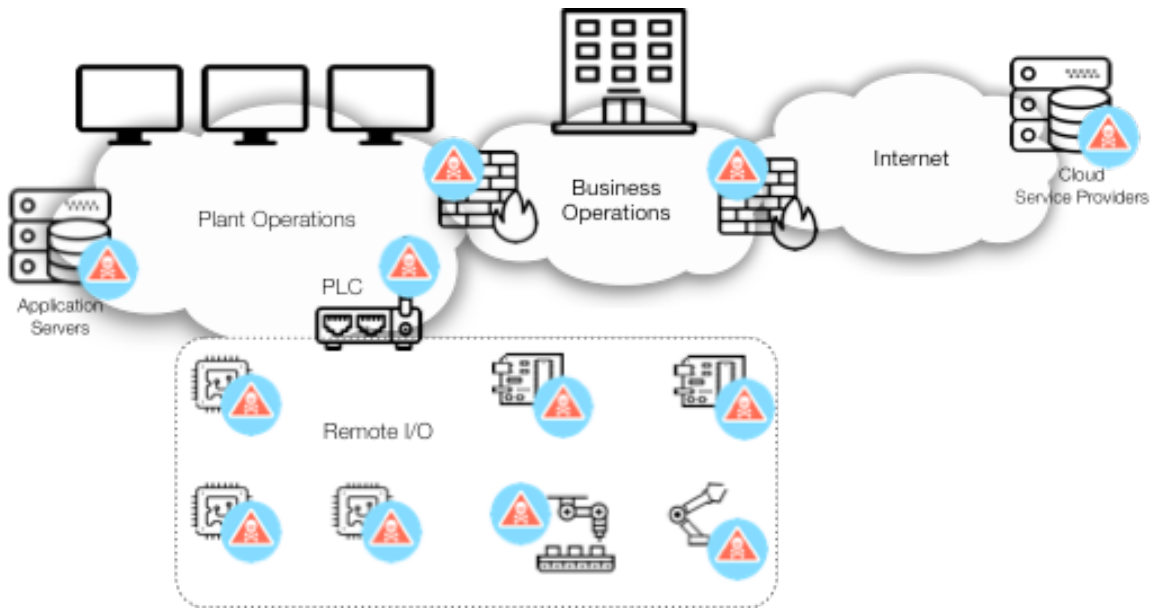 Internet
Business
Operations
Cloud
Service Providers
Plant Operations
PLC
Application
Servers
Remote I/O